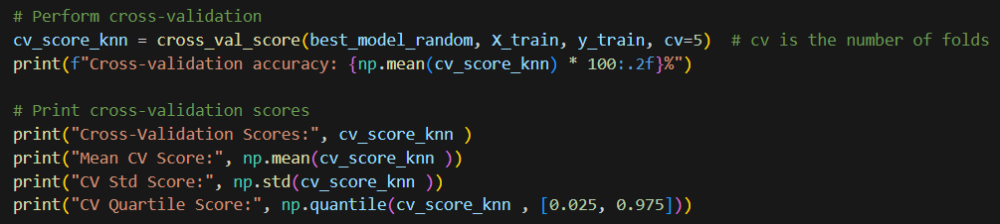 # Perform cross-validation
cv_score_knn = cross_val_score(best_model_random, X_train, y_train, cv=5)  # cv is the number of folds
print(f"Cross-validation accuracy: {np.mean(cv_score_knn) * 100:.2f}%")

# Print cross-validation scores
print("Cross-Validation Scores:", cv_score_knn )
print("Mean CV Score:", np.mean(cv_score_knn ))
print("CV Std Score:", np.std(cv_score_knn ))
print("CV Quartile Score:", np.quantile(cv_score_knn , [0.025, 0.975]))